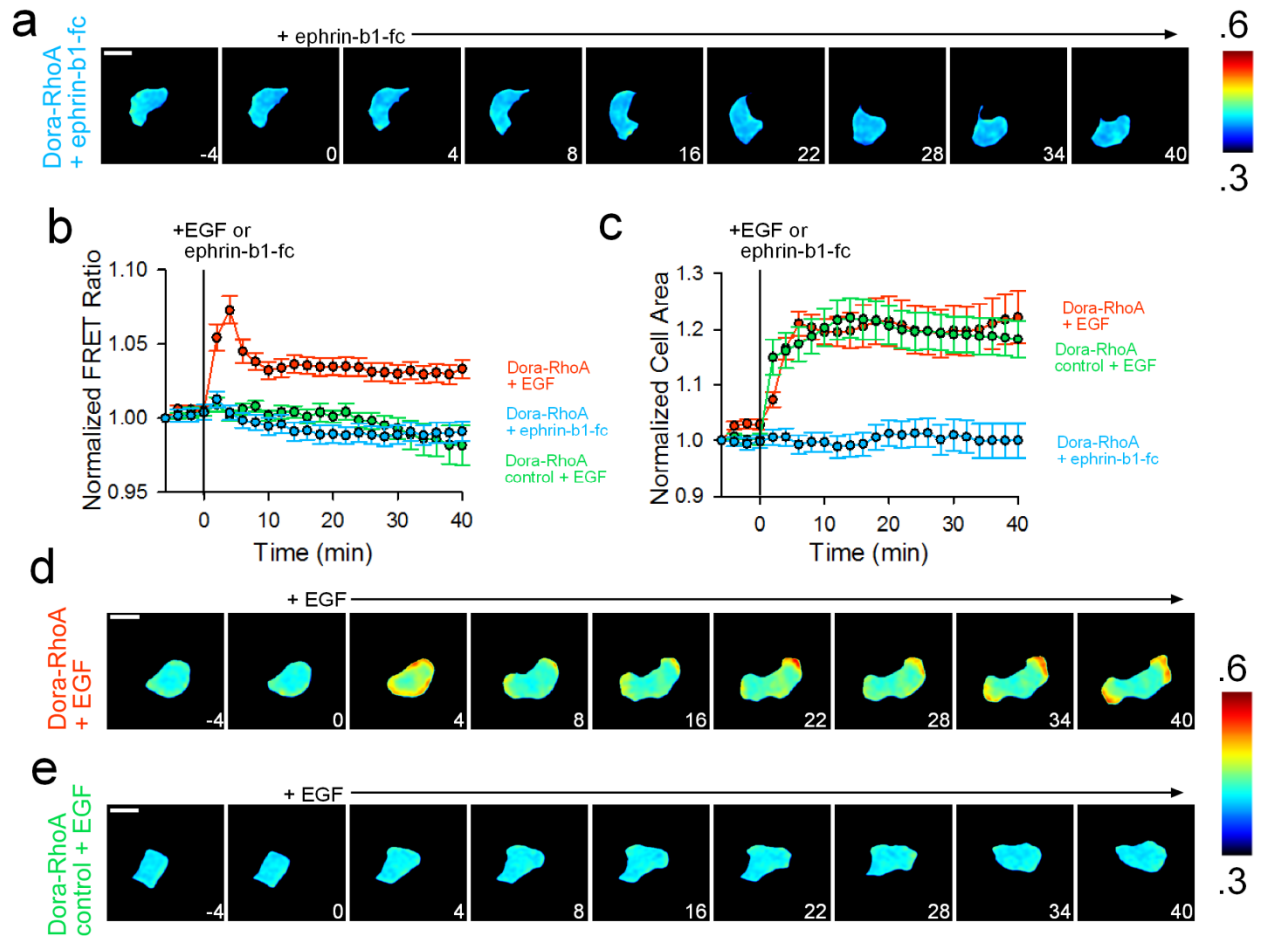 a
+ ephrin-b1-fc
Dora-RhoA
+ ephrin-b1-fc
-4
0
4
8
16
22
28
34
40
.6
.3
b
+EGF or
ephrin-b1-fc
Normalized FRET Ratio
1.10
1.05
1.00
0.95
0
10
20
30
40
Time (min)
Dora-RhoA
+ EGF
Dora-RhoA
+ ephrin-b1-fc
Dora-RhoA
control + EGF
c
+EGF or
ephrin-b1-fc
Normalized Cell Area
1.3
1.2
1.1
1.0
0.9
0
10
20
30
40
Time (min)
Dora-RhoA
+ EGF
Dora-RhoA
control + EGF
Dora-RhoA
+ ephrin-b1-fc
d
+ EGF
Dora-RhoA
+ EGF
-4
0
4
8
16
22
28
34
40
.6
.3
e
+ EGF
Dora-RhoA
control + EGF
-4
0
4
8
16
22
28
34
40